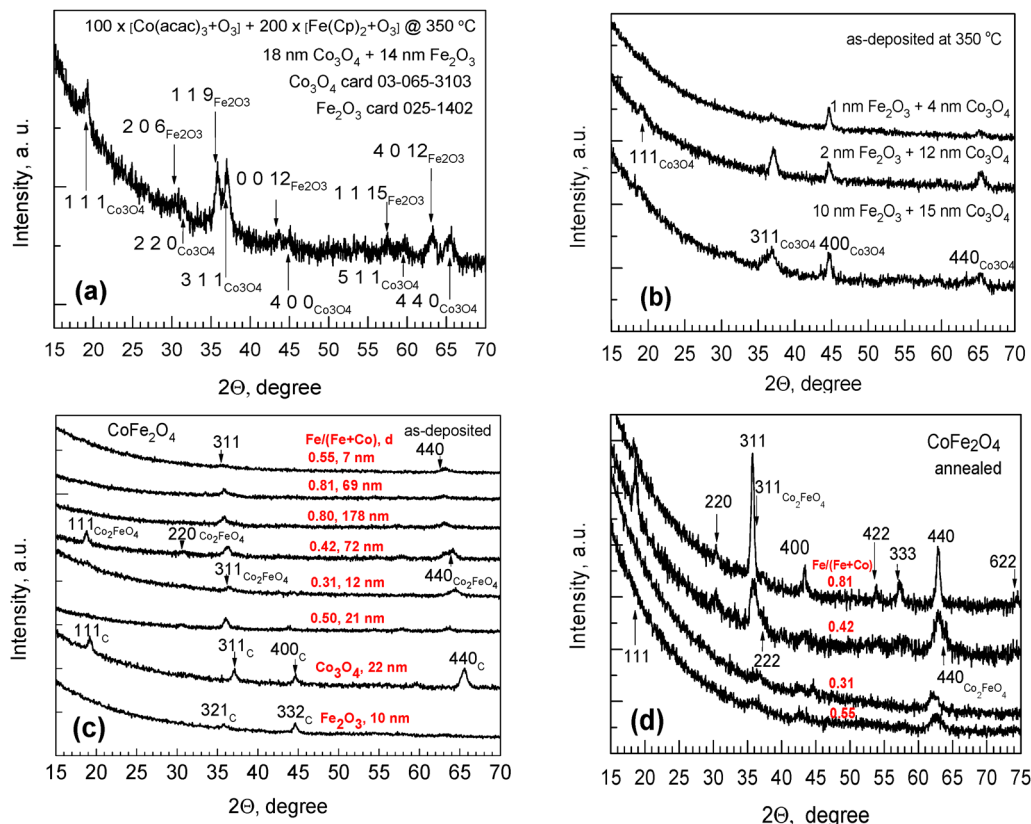 100 x [Co(acac)3+O3] + 200 x [Fe(Cp)2+O3] @ 350 ºC
18 nm Co3O4 + 14 nm Fe2O3
Co3O4 card 03-065-3103
Fe2O3 card 025-1402
1 1 9Fe2O3
2 0 6Fe2O3
4 0 12Fe2O3
0 0 12Fe2O3
1 1 15Fe2O3
1 1 1Co3O4
2 2 0Co3O4
3 1 1Co3O4
5 1 1Co3O4
4 0 0Co3O4
4 4 0Co3O4
(a)
Intensity, a. u.
15 20 25 30 35 40 45 50 55 60 65 70
2Θ, degree
as-deposited at 350 ºC
1 nm Fe2O3 + 4 nm Co3O4
111Co3O4
2 nm Fe2O3 + 12 nm Co3O4
10 nm Fe2O3 + 15 nm Co3O4
311Co3O4
400Co3O4
440Co3O4
(b)
Intensity, a.u.
15 20 25 30 35 40 45 50 55 60 65 70
2Θ, degree
CoFe2O4
311
Fe/(Fe+Co), d
as-deposited
0.55, 7 nm
440
0.81, 69 nm
0.80, 178 nm
111Co2FeO4
220Co2FeO4
0.42, 72 nm
311Co2FeO4
0.31, 12 nm
440Co2FeO4
0.50, 21 nm
111C
311C
400C
Co3O4, 22 nm
440C
321C
332C
Fe2O3, 10 nm
(c)
Intensity, a.u.
15 20 25 30 35 40 45 50 55 60 65 70
2Θ, degree
311
CoFe2O4
annealed
311Co2FeO4
220
400
Fe/(Fe+Co)
0.81
422
333
440
622
0.42
111
222
440Co2FeO4
0.31
0.55
(d)
Intensity, a.u.
15 20 25 30 35 40 45 50 55 60 65 70 75
2Θ, degree